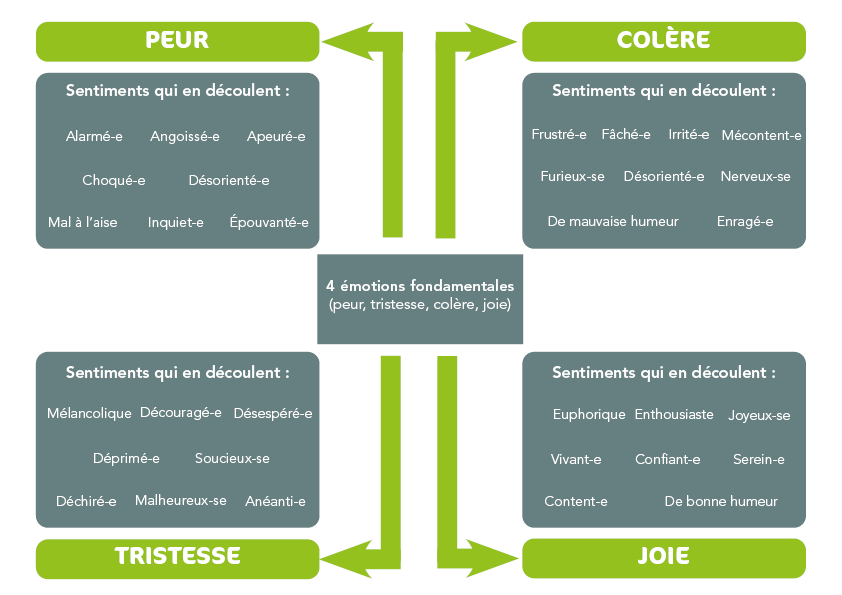 PEUR
Sentiments qui en découlent :
Alarmé-e Angoissé-e Apeuré-e
Choqué-e Désorienté-e
Mal à l'aise Inquiet-e Épouvanté-e
COLÈRE
Sentiments qui en découlent :
Frustré-e Fâché-e Irrité-e Mécontent-e
Furieux-se Désorienté-e Nerveux-se
De mauvaise humeur Enragé-e
4 émotions fondamentales
(peur, tristesse, colère, joie)
Sentiments qui en découlent :
Mélancolique Découragé-e Désespéré-e
Déprimé-e Soucieux-se
Déchiré-e Malheureux-se Anéanti-e
TRISTESSE
Sentiments qui en découlent :
Euphorique Enthousiaste Joyeux-se
Vivant-e Confiant-e Serein-e
Content-e De bonne humeur
JOIE